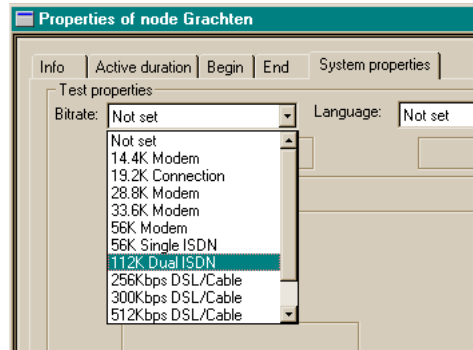 Properties of node Grachten
Info Active duration Begin End System properties
Test properties
Bitrate: Not set Language: Not set
Not set
14.4K Modem
19.2K Connection
28.8K Modem
33.6K Modem
56K Modem
56K Single ISDN
112K Dual ISDN
256Kbps DSL/Cable
300Kbps DSL/Cable
512Kbps DSL/Cable